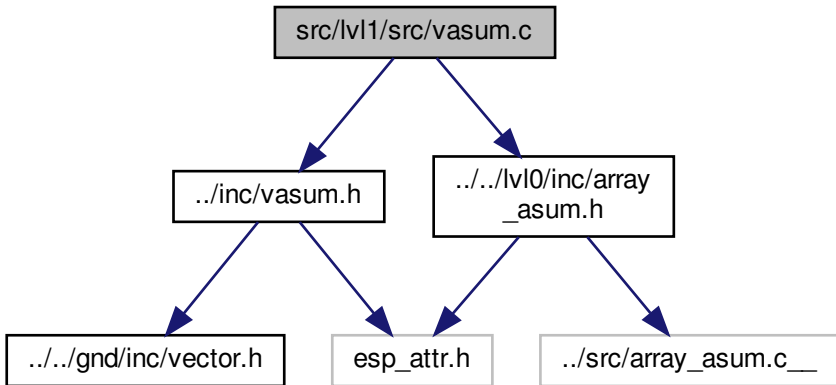 src/lvl1/src/vasum.c
../inc/vasum.h
../../lvl0/inc/array
_asum.h
../../gnd/inc/vector.h
esp_attr.h
../src/array_asum.c__